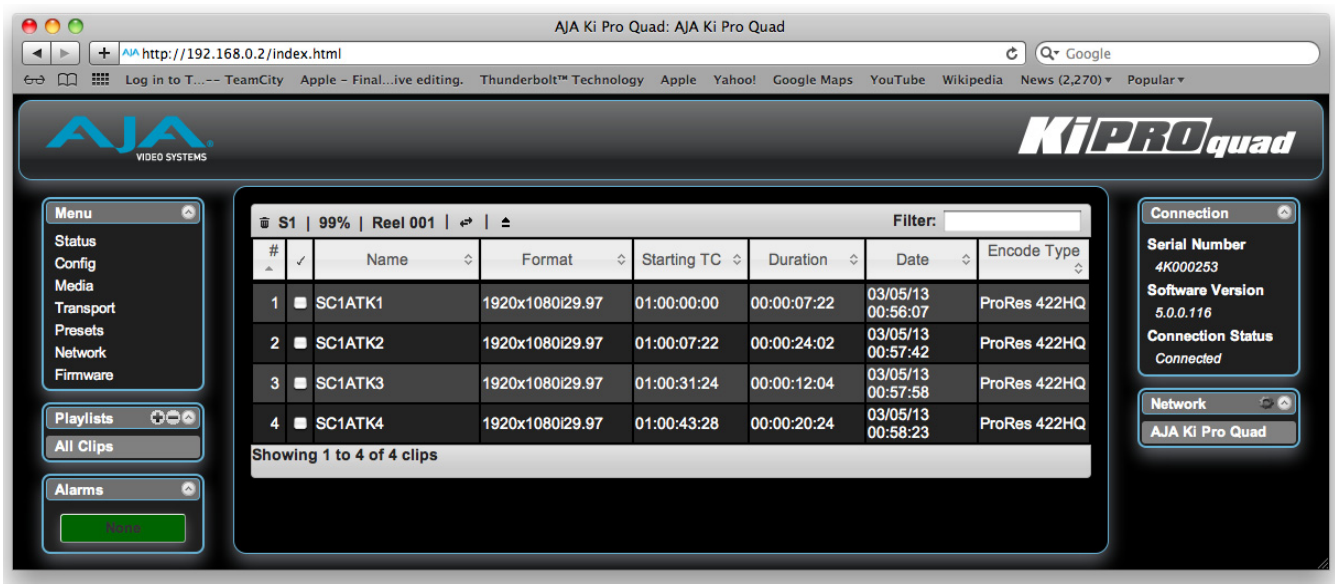 AJA Ki Pro Quad: AJA Ki Pro Quad
AJA http://192.168.0.2/index.html
Google
Log in to T...-- TeamCity Apple – Final...ive editing. Thunderbolt™ Technology Apple Yahoo! Google Maps YouTube Wikipedia News (2,270) Popular
AJA
VIDEO SYSTEMS
KiPRO quad
Menu
Status
Config
Media
Transport
Presets
Network
Firmware
Playlists
All Clips
Alarms
None
S1 | 99% | Reel 001 | |
Filter:
# ✓ Name Format Starting TC Duration Date Encode Type
1 SC1ATK1 1920x1080i29.97 01:00:00:00 00:00:07:22 03/05/13 00:56:07 ProRes 422HQ
2 SC1ATK2 1920x1080i29.97 01:00:07:22 00:00:24:02 03/05/13 00:57:42 ProRes 422HQ
3 SC1ATK3 1920x1080i29.97 01:00:31:24 00:00:12:04 03/05/13 00:57:58 ProRes 422HQ
4 SC1ATK4 1920x1080i29.97 01:00:43:28 00:00:20:24 03/05/13 00:58:23 ProRes 422HQ
Showing 1 to 4 of 4 clips
Connection
Serial Number
4K000253
Software Version
5.0.0.116
Connection Status
Connected
Network
AJA Ki Pro Quad